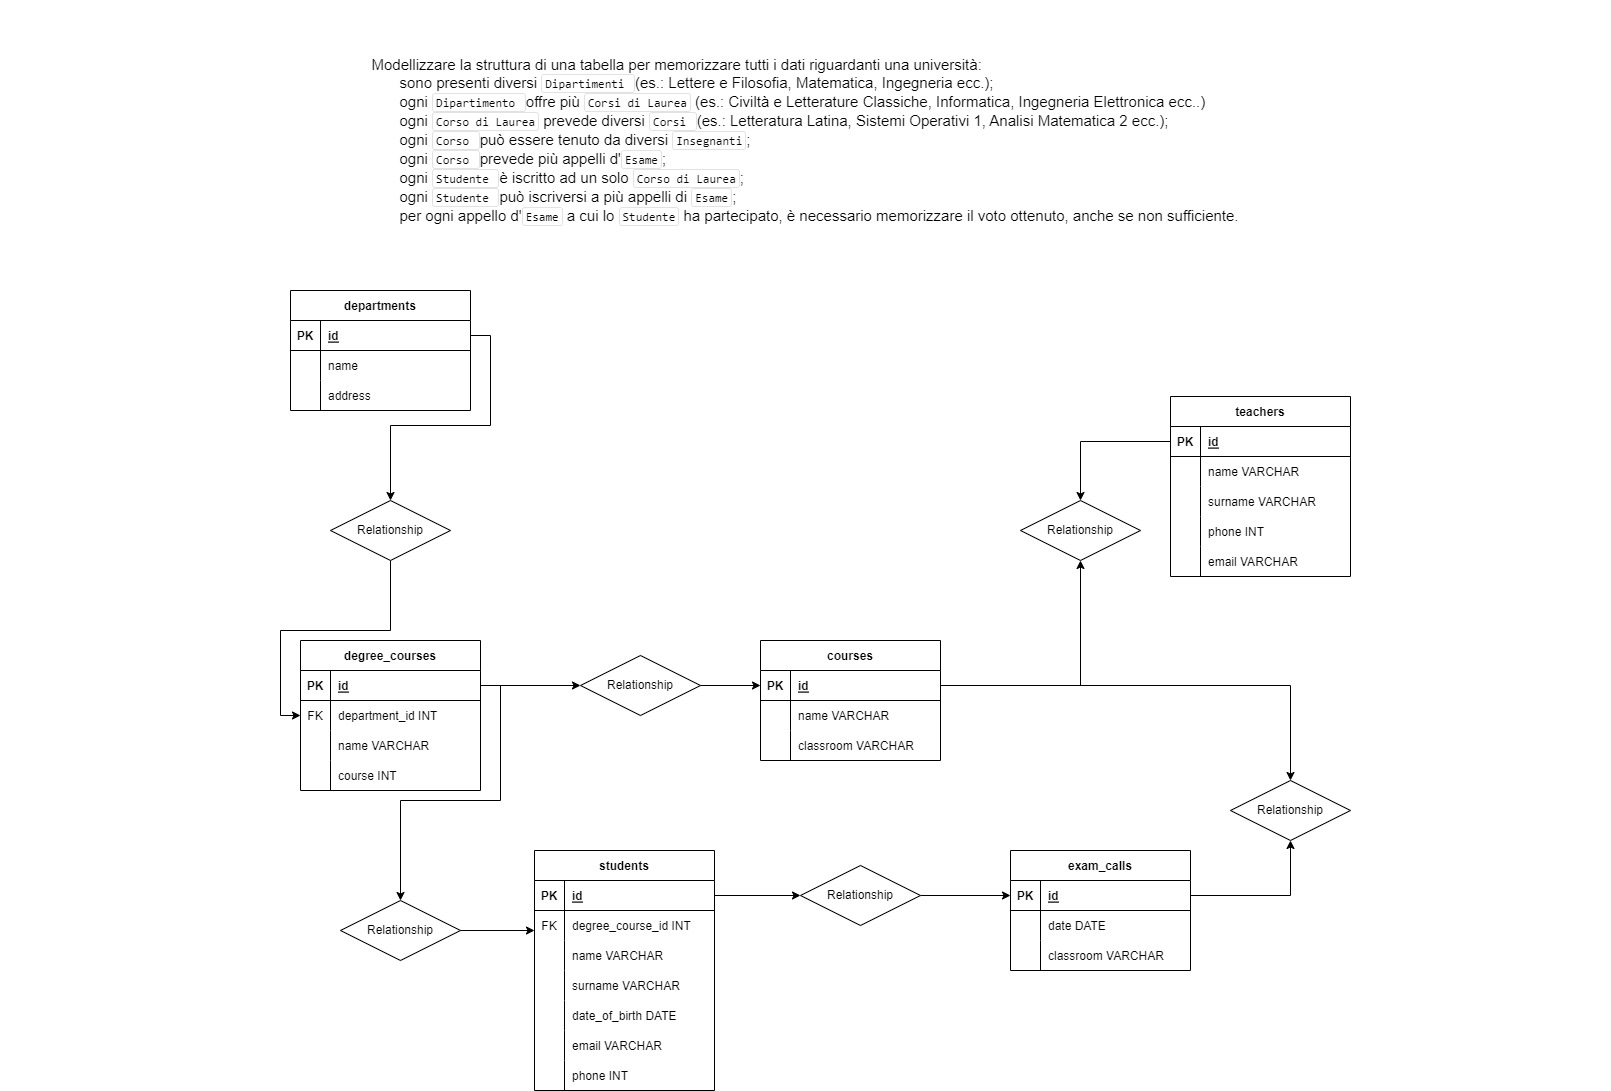 Modellizzare la struttura di una tabella per memorizzare tutti i dati riguardanti una università:
sono presenti diversi Dipartimenti (es.: Lettere e Filosofia, Matematica, Ingegneria ecc.);
ogni Dipartimento offre più Corsi di Laurea (es.: Civiltà e Letterature Classiche, Informatica, Ingegneria Elettronica ecc..)
ogni Corso di Laurea prevede diversi Corsi (es.: Letteratura Latina, Sistemi Operativi 1, Analisi Matematica 2 ecc.);
ogni Corso può essere tenuto da diversi Insegnanti;
ogni Corso prevede più appelli d'Esame;
ogni Studente è iscritto ad un solo Corso di Laurea;
ogni Studente può iscriversi a più appelli di Esame;
per ogni appello d'Esame a cui lo Studente ha partecipato, è necessario memorizzare il voto ottenuto, anche se non sufficiente.
departments
PK id
name
address
teachers
PK id
name VARCHAR
surname VARCHAR
phone INT
email VARCHAR
Relationship
Relationship
degree_courses
PK id
FK department_id INT
name VARCHAR
course INT
Relationship
courses
PK id
name VARCHAR
classroom VARCHAR
Relationship
Relationship
students
PK id
FK degree_course_id INT
name VARCHAR
surname VARCHAR
date_of_birth DATE
email VARCHAR
phone INT
Relationship
exam_calls
PK id
date DATE
classroom VARCHAR